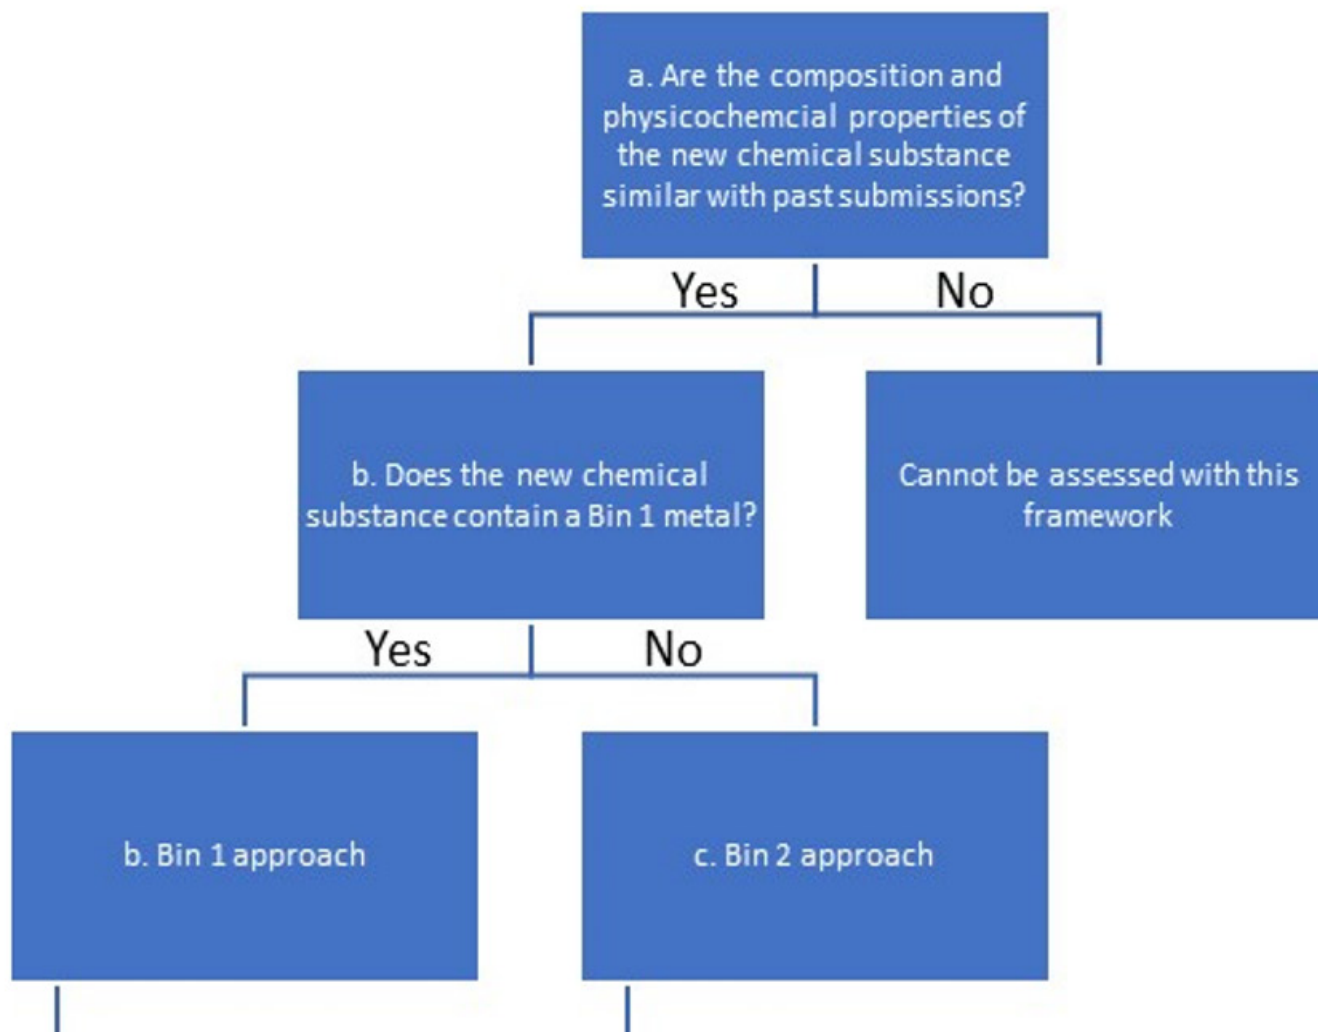 a. Are the composition and
physicochemcial properties of
the new chemical substance
similar with past submissions?
Yes
No
b. Does the new chemical
substance contain a Bin 1 metal?
Cannot be assessed with this
framework
Yes
No
b. Bin 1 approach
c. Bin 2 approach